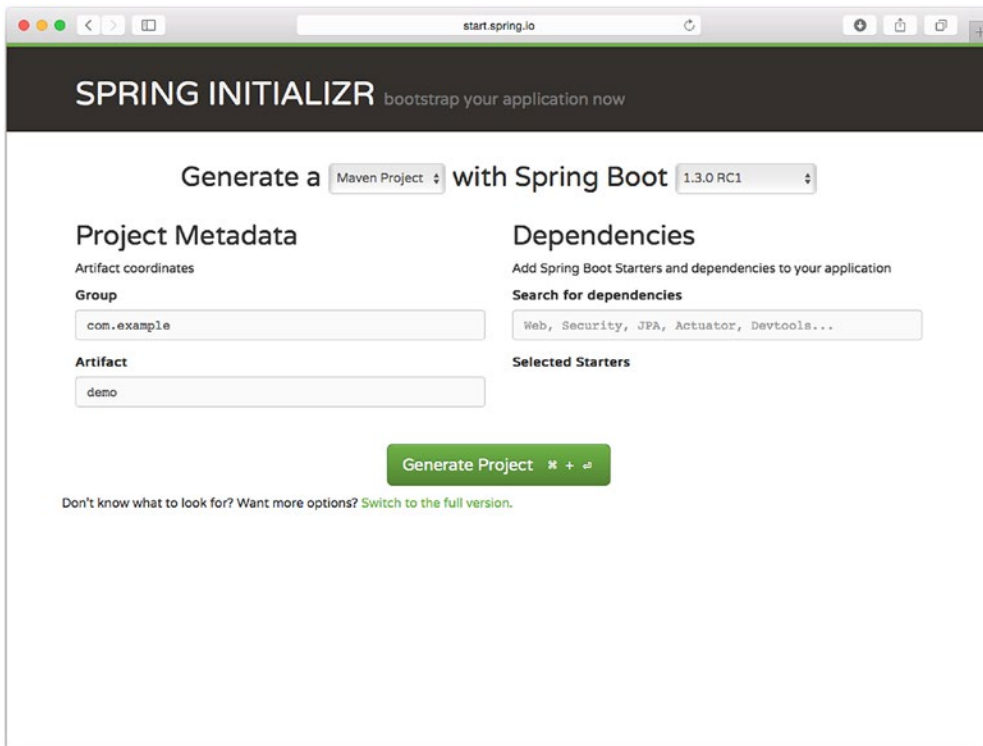 start.spring.io
SPRING INITIALIZR bootstrap your application now
Generate a Maven Project with Spring Boot 1.3.0 RC1
Project Metadata
Artifact coordinates
Group
com.example
Artifact
demo
Dependencies
Add Spring Boot Starters and dependencies to your application
Search for dependencies
Web, Security, JPA, Actuator, Devtools...
Selected Starters
Generate Project ⌘ + ⏎
Don't know what to look for? Want more options? Switch to the full version.